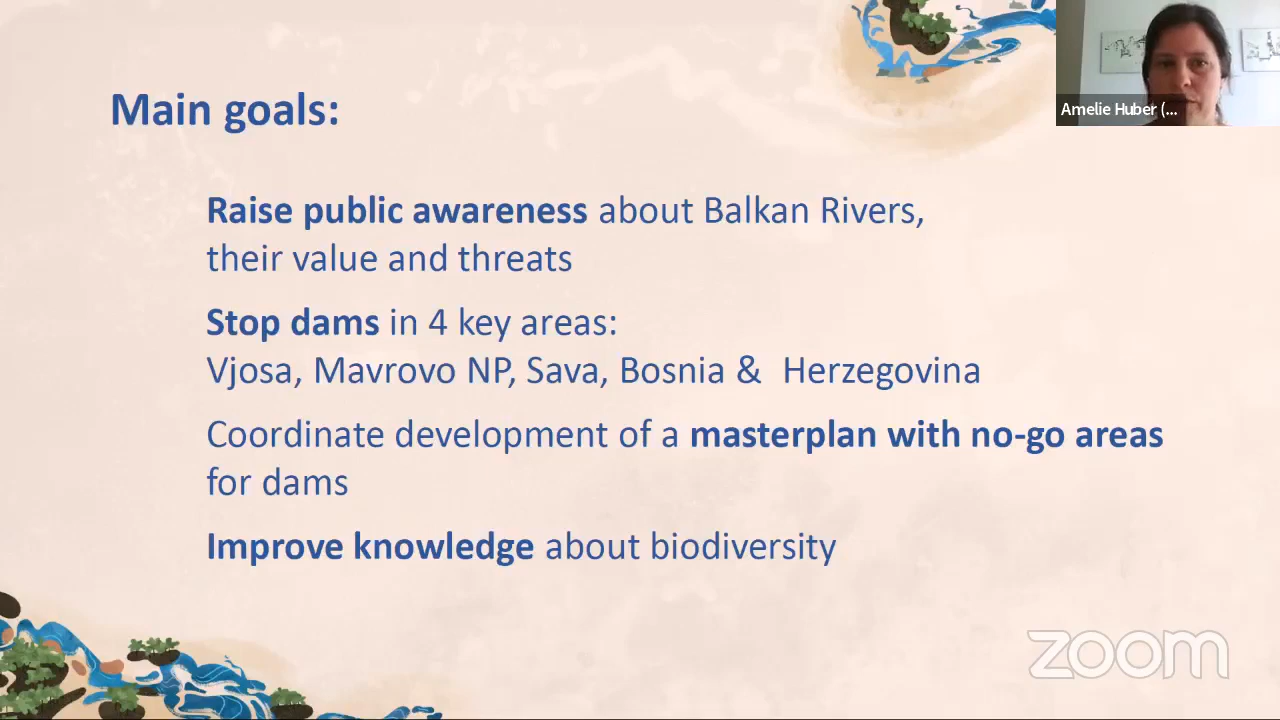 Main goals:
Amelie Huber (...
Raise public awareness about Balkan Rivers,
their value and threats
Stop dams in 4 key areas:
Vjosa, Mavrovo NP, Sava, Bosnia & Herzegovina
Coordinate development of a masterplan with no-go areas
for dams
Improve knowledge about biodiversity
zoom